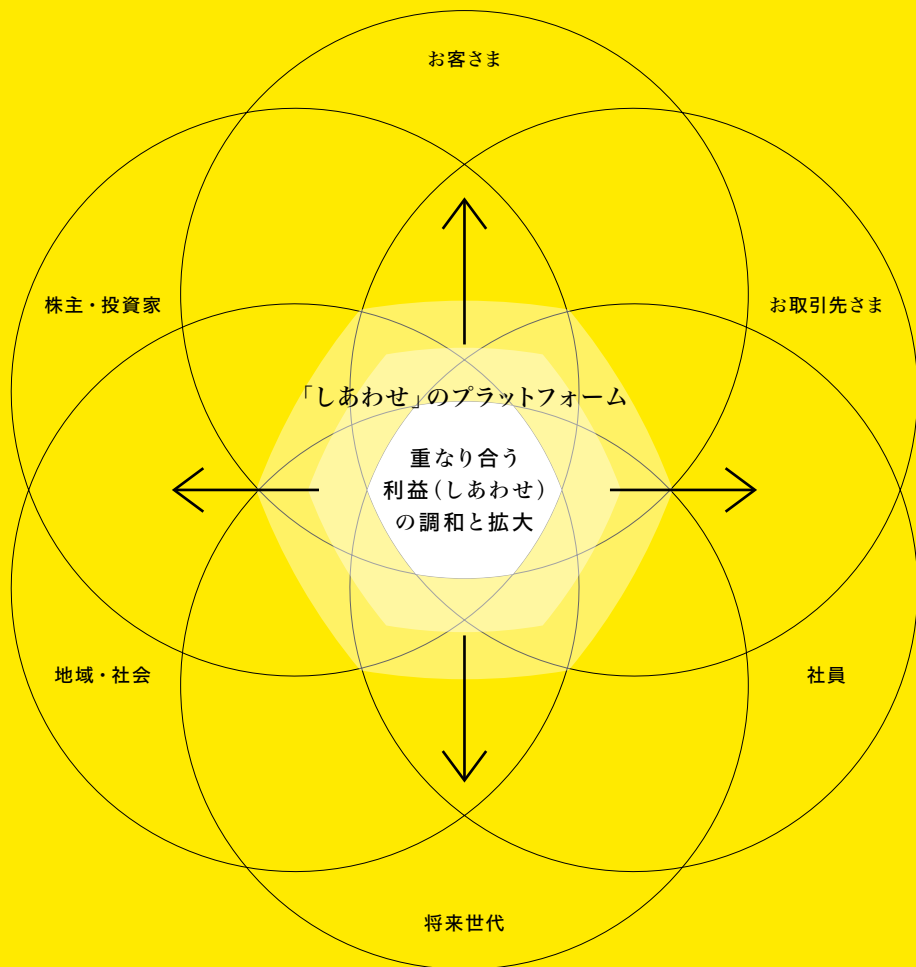 お客さま
株主・投資家
お取引先さま
「しあわせ」のプラットフォーム
重なり合う
利益(しあわせ)
の調和と拡大
地域・社会
社員
将来世代